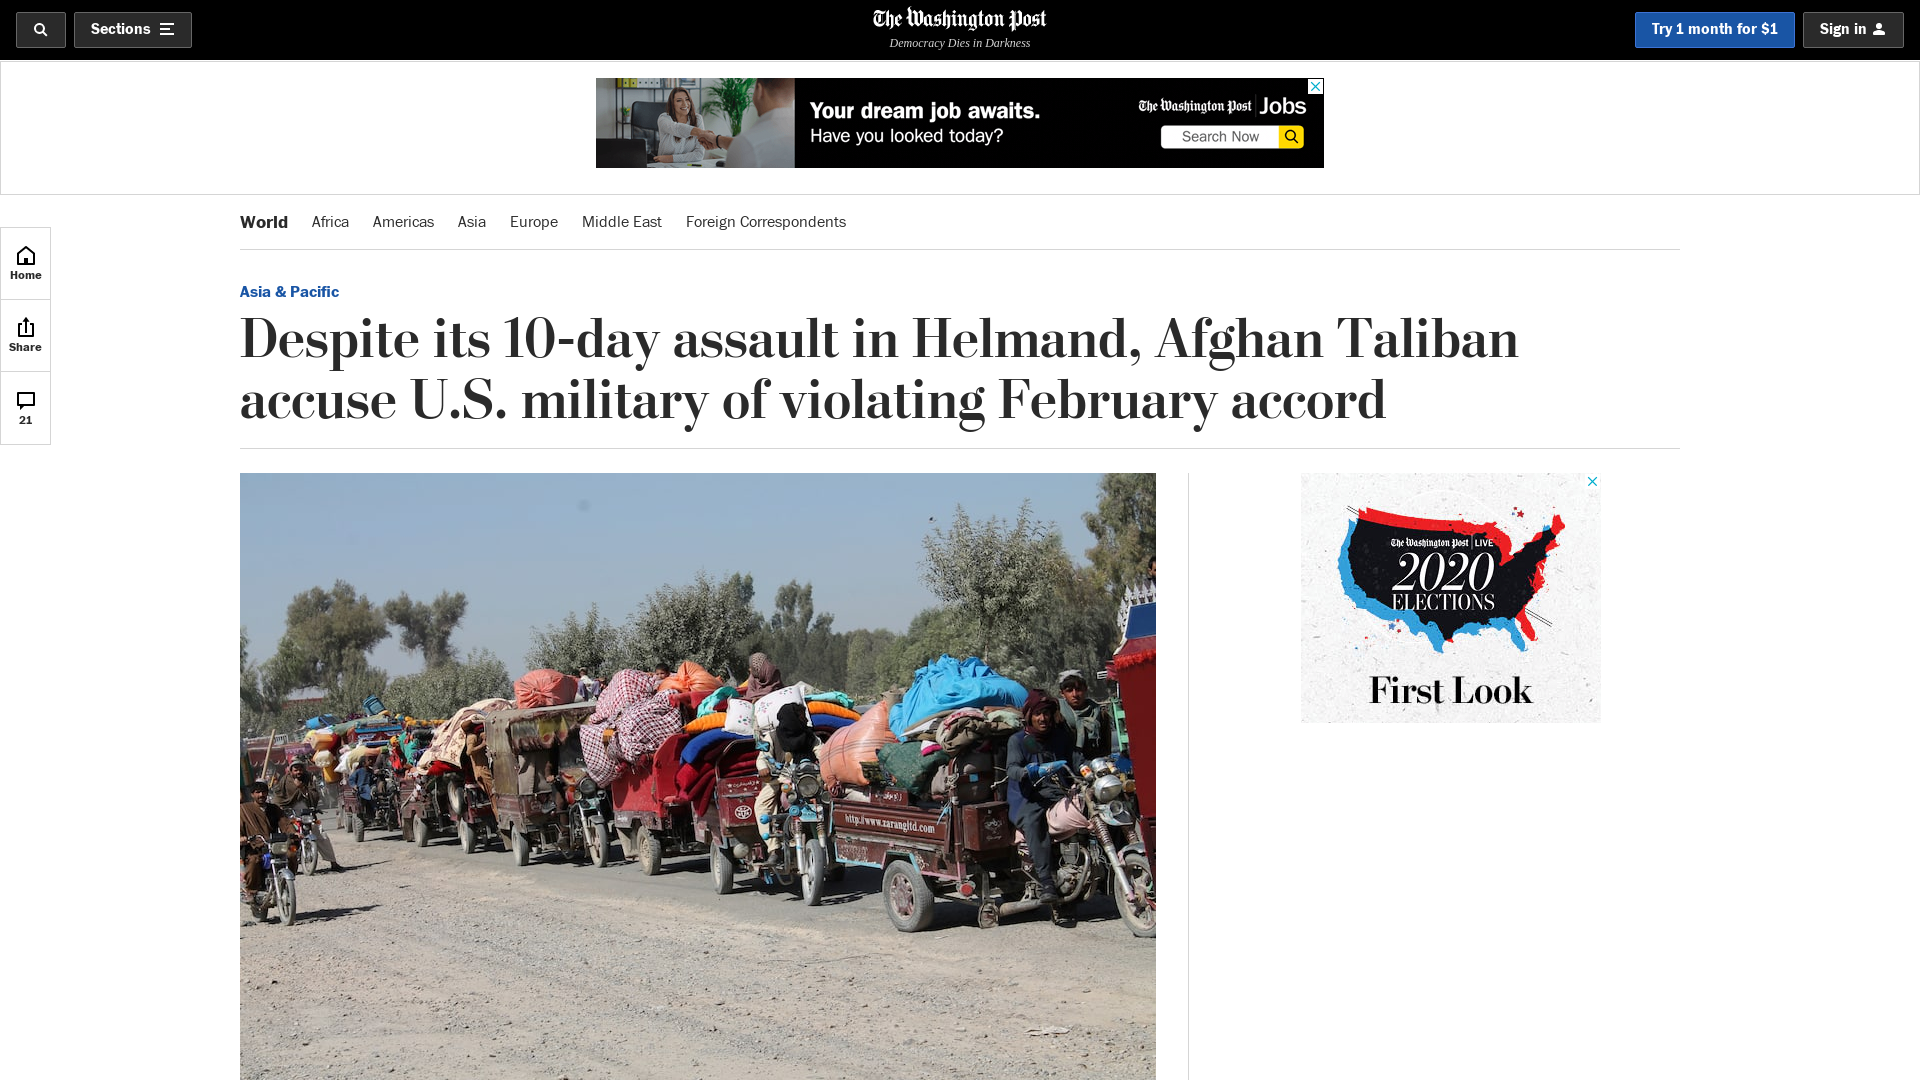 Sections
The Washington Post
Democracy Dies in Darkness
Try 1 month for $1
Sign in
Your dream job awaits.
Have you looked today?
The Washington Post Jobs
Search Now
World
Africa
Americas
Asia
Europe
Middle East
Foreign Correspondents
Home
Share
21
Asia & Pacific
Despite its 10-day assault in Helmand, Afghan Taliban
accuse U.S. military of violating February accord
http://www.zarangltd.com
The Washington Post LIVE
2020
ELECTIONS
First Look